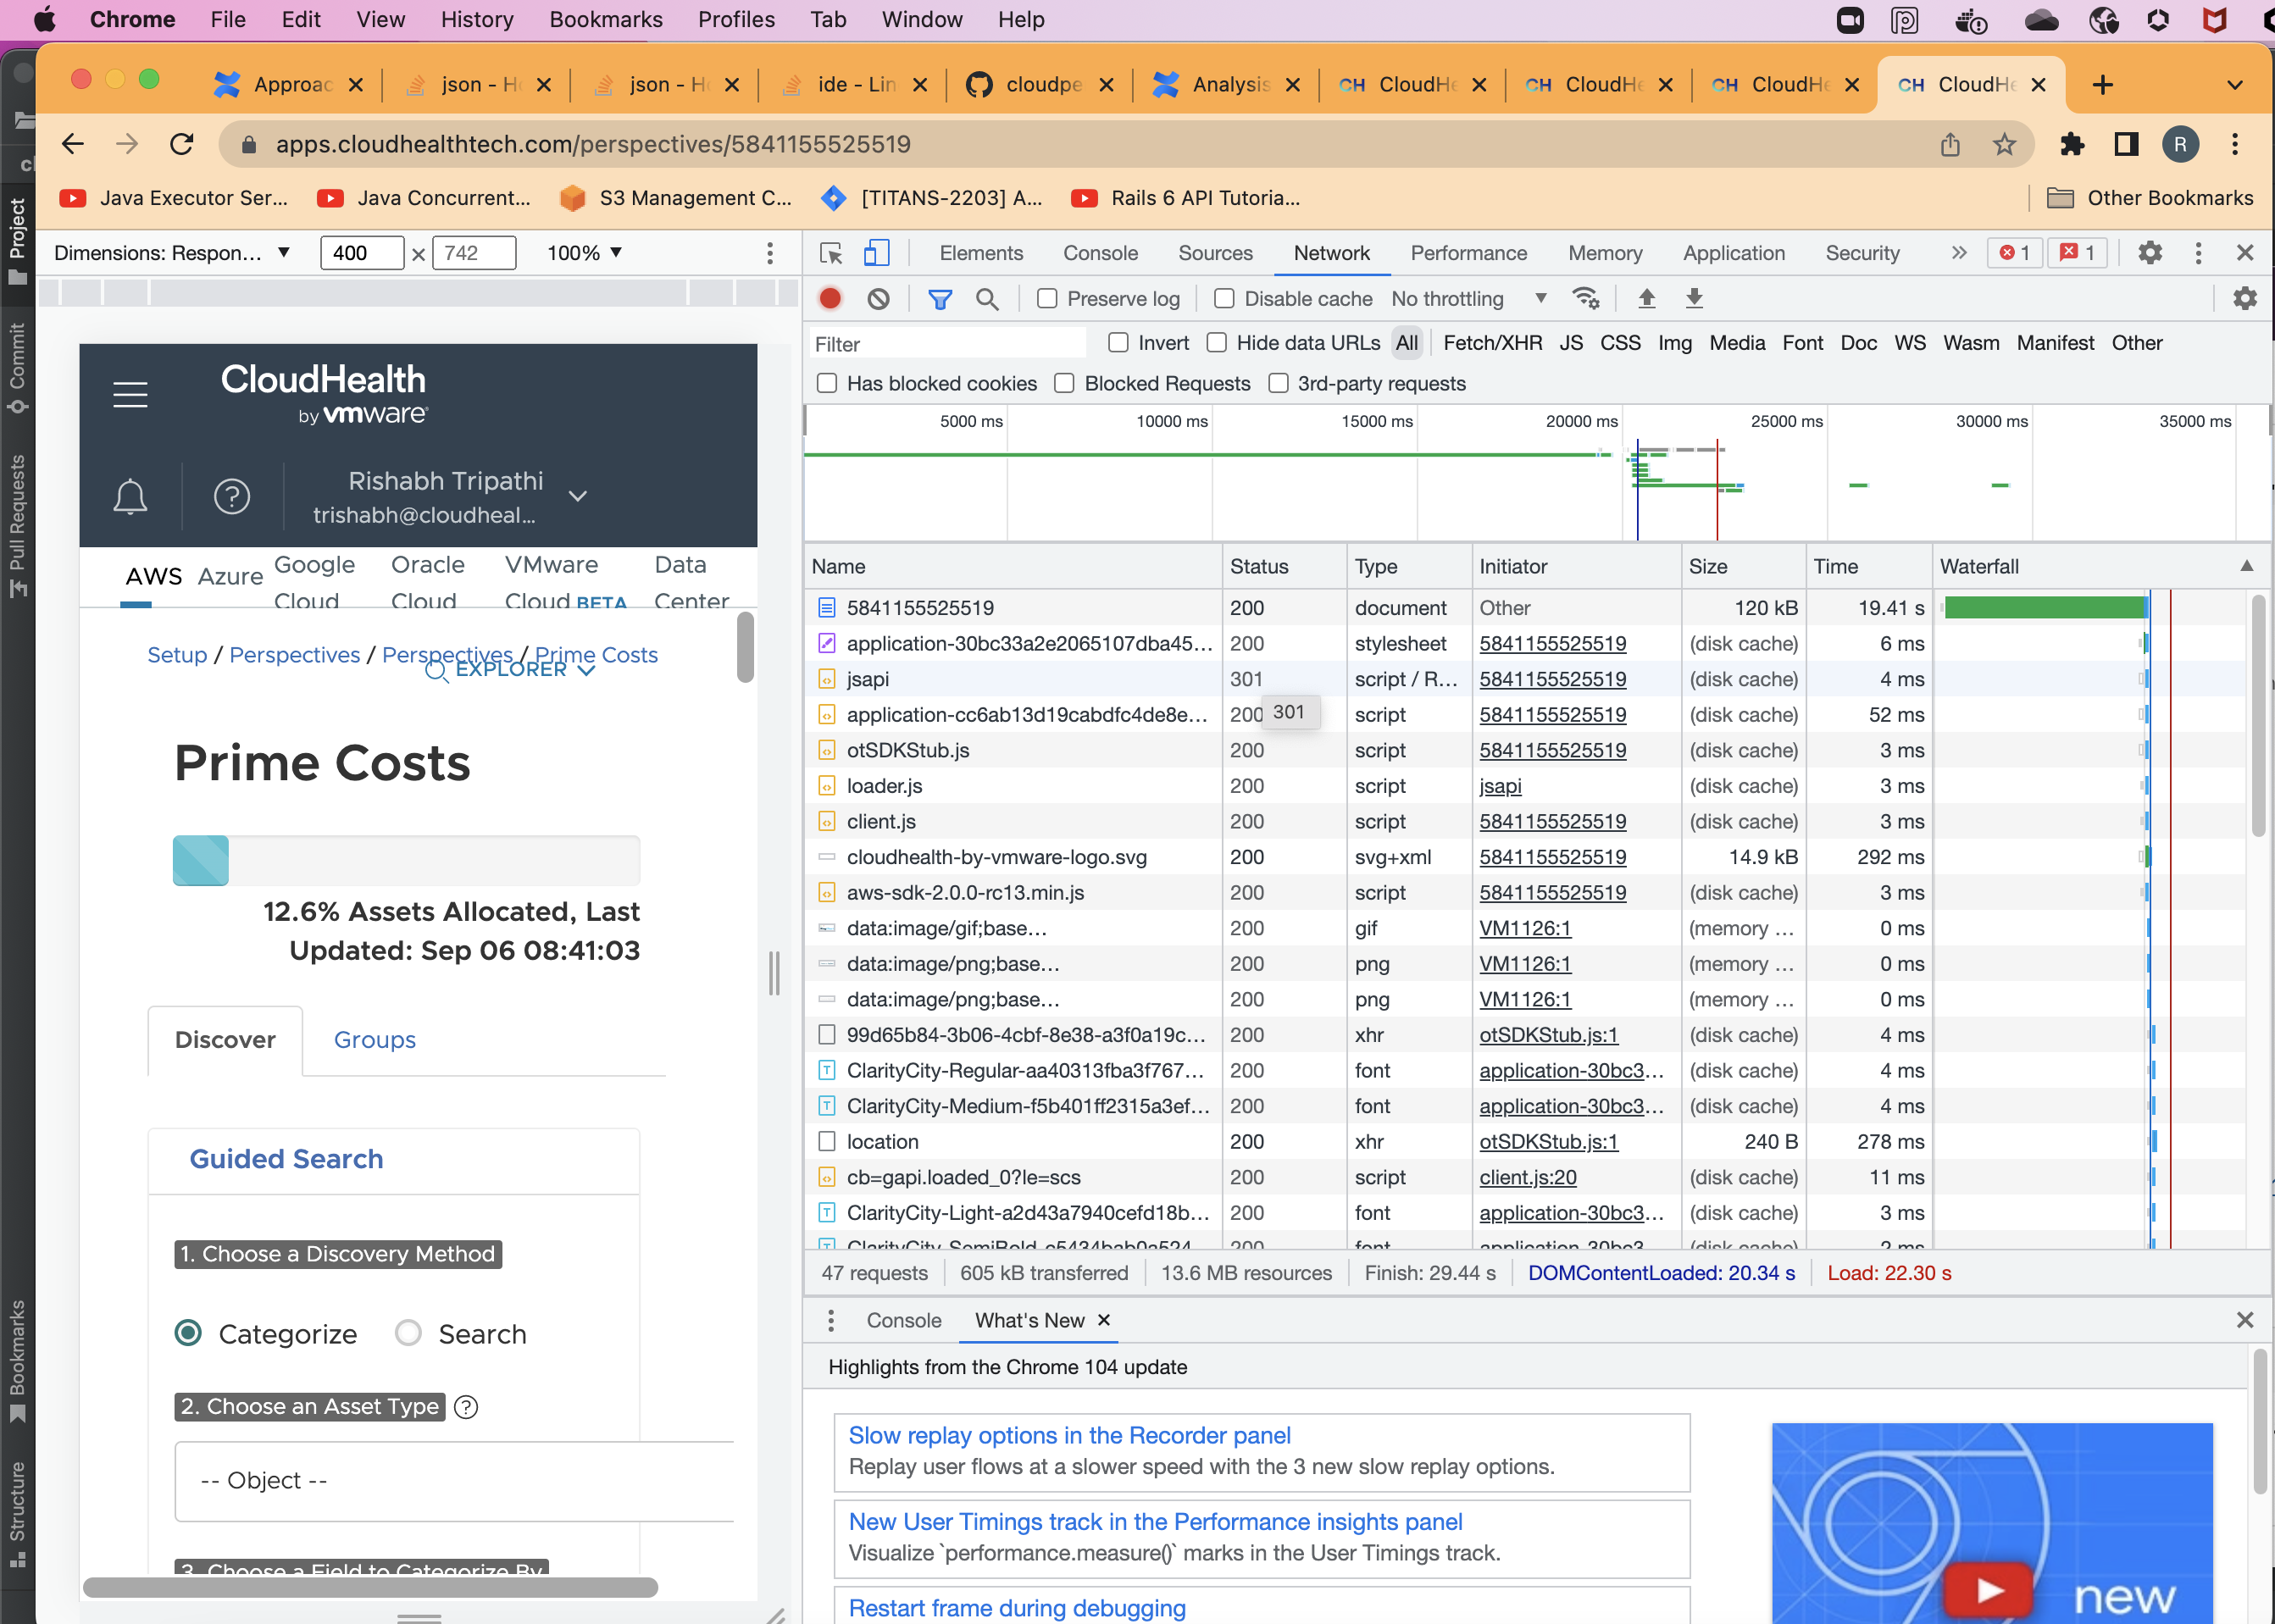 Chrome File Edit View History Bookmarks Profiles Tab Window Help
Approac json - H json - H ide - Lin cloudpe Analysis CH CloudHe CH CloudHe CH CloudHe CH CloudHe
apps.cloudhealthtech.com/perspectives/5841155525519 R
Java Executor Ser... Java Concurrent... S3 Management C... [TITANS-2203] A... Rails 6 API Tutoria... Other Bookmarks
Project
Commit
Pull Requests
Bookmarks
Structure
Dimensions: Respon... 400 × 742 100%
CloudHealth
by vmware
Rishabh Tripathi
trishabh@cloudheal...
AWS Azure Google Cloud Oracle Cloud VMware Cloud BETA Data Center
Setup / Perspectives / Perspectives / Prime Costs
EXPLORER
Prime Costs
12.6% Assets Allocated, Last
Updated: Sep 06 08:41:03
Discover Groups
Guided Search
1. Choose a Discovery Method
Categorize Search
2. Choose an Asset Type ?
-- Object --
3. Choose a Field to Categorize By
Elements Console Sources Network Performance Memory Application Security 1 1
Preserve log Disable cache No throttling
Filter Invert Hide data URLs All Fetch/XHR JS CSS Img Media Font Doc WS Wasm Manifest Other
Has blocked cookies Blocked Requests 3rd-party requests
5000 ms 10000 ms 15000 ms 20000 ms 25000 ms 30000 ms 35000 ms
Name Status Type Initiator Size Time Waterfall
5841155525519 200 document Other 120 kB 19.41 s
application-30bc33a2e2065107dba45... 200 stylesheet 5841155525519 (disk cache) 6 ms
jsapi 301 script / R... 5841155525519 (disk cache) 4 ms
application-cc6ab13d19cabdfc4de8e... 200 script 5841155525519 (disk cache) 52 ms
301
otSDKStub.js 200 script 5841155525519 (disk cache) 3 ms
loader.js 200 script jsapi (disk cache) 3 ms
client.js 200 script 5841155525519 (disk cache) 3 ms
cloudhealth-by-vmware-logo.svg 200 svg+xml 5841155525519 14.9 kB 292 ms
aws-sdk-2.0.0-rc13.min.js 200 script 5841155525519 (disk cache) 3 ms
data:image/gif;base... 200 gif VM1126:1 (memory ... 0 ms
data:image/png;base... 200 png VM1126:1 (memory ... 0 ms
data:image/png;base... 200 png VM1126:1 (memory ... 0 ms
99d65b84-3b06-4cbf-8e38-a3f0a19c... 200 xhr otSDKStub.js:1 (disk cache) 4 ms
ClarityCity-Regular-aa40313fba3f767... 200 font application-30bc3... (disk cache) 4 ms
ClarityCity-Medium-f5b401ff2315a3ef... 200 font application-30bc3... (disk cache) 4 ms
location 200 xhr otSDKStub.js:1 240 B 278 ms
cb=gapi.loaded_0?le=scs 200 script client.js:20 (disk cache) 11 ms
ClarityCity-Light-a2d43a7940cefd18b... 200 font application-30bc3... (disk cache) 3 ms
ClarityCity-SemiBold-e5434bab0a524 200 font application-30bc3 (disk cache) 2 ms
47 requests 605 kB transferred 13.6 MB resources Finish: 29.44 s DOMContentLoaded: 20.34 s Load: 22.30 s
Console What's New
Highlights from the Chrome 104 update
Slow replay options in the Recorder panel
Replay user flows at a slower speed with the 3 new slow replay options.
New User Timings track in the Performance insights panel
Visualize `performance.measure()` marks in the User Timings track.
Restart frame during debugging
new